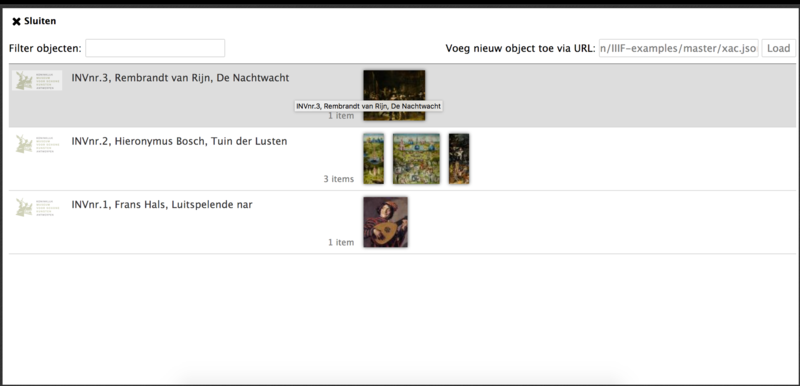 ✖ Sluiten
Filter objecten:
Voeg nieuw object toe via URL: n/IIIF-examples/master/xac.jso Load
INVnr.3, Rembrandt van Rijn, De Nachtwacht
INVnr.3, Rembrandt van Rijn, De Nachtwacht
1 item
INVnr.2, Hieronymus Bosch, Tuin der Lusten
3 items
INVnr.1, Frans Hals, Luitspelende nar
1 item